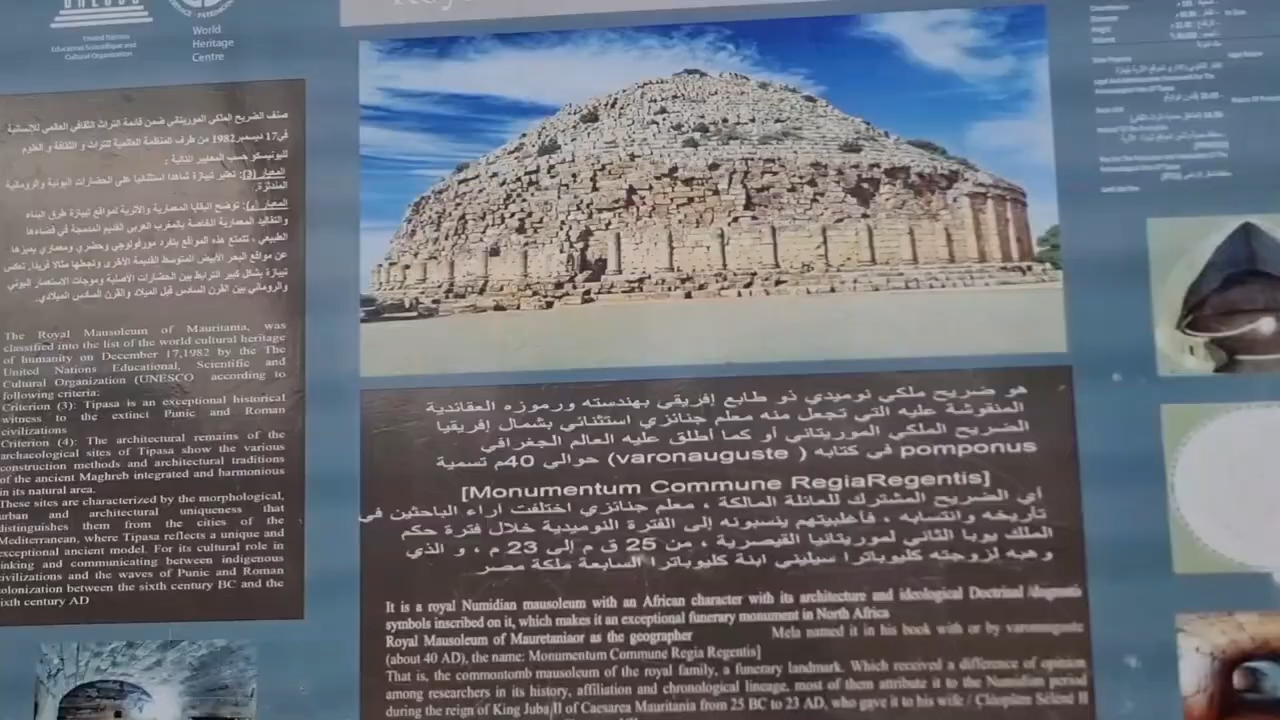 UNESCO
United Nations
Educational Scientific and
Cultural Organization
World
Heritage
Centre
صنف الضريح الملكي الموريتاني ضمن قائمة التراث الثقافي العالمي للإنسانية
في 17 ديسمبر 1982 من طرف المنظمة العالمية للتراث و الثقافة و العلوم
لليونيسكو حسب المعايير التالية :
المعيار (3): تعتبر تيبازة شاهدا استثنائيا على الحضارات البونية والرومانية
المندثرة.
المعيار (4): توضح البقايا المعمارية والأثرية لمواقع تيبازة طرق البناء
والتقاليد المعمارية الخاصة بالمغرب العربي القديم المندمجة في فضاءها
الطبيعي ، تتمتع هذه المواقع بتفرد مورفولوجي وحضري ومعماري يميزها
عن مواقع البحر الأبيض المتوسط القديمة الأخرى وتجعلها مثالا فريدا، تعكس
تيبازة بشكل كبير الترابط بين الحضارات الأصلية وموجات الاستعمار البوني
والروماني بين القرن السادس قبل الميلاد والقرن السادس الميلادي.
The Royal Mausoleum of Mauritania, was
classified into the list of the world cultural heritage
of humanity on December 17,1982 by the The
United Nations Educational, Scientific and
Cultural Organization (UNESCO according to
following criteria:
Criterion (3): Tipasa is an exceptional historical
witness to the extinct Punic and Roman
civilizations
Criterion (4): The architectural remains of the
archaeological sites of Tipasa show the various
construction methods and architectural traditions
of the ancient Maghreb integrated and harmonious
in its natural area.
These sites are characterized by the morphological,
urban and architectural uniqueness that
distinguishes them from the cities of the
Mediterranean, where Tipasa reflects a unique and
exceptional ancient model. For its cultural role in
linking and communicating between indigenous
civilizations and the waves of Punic and Roman
colonization between the sixth century BC and the
sixth century AD
هو ضريح ملكي نوميدي ذو طابع إفريقي بهندسته ورموزه العقائدية
المنقوشة عليه التي تجعل منه معلم جنائزي استثنائي بشمال إفريقيا
الضريح الملكي الموريتاني أو كما أطلق عليه العالم الجغرافي
pomponus في كتابه ( varonauguste) حوالي 40م تسمية
[Monumentum Commune RegiaRegentis]
أي الضريح المشترك للعائلة المالكة ، معلم جنائزي اختلفت آراء الباحثين في
تأريخه وانتسابه ، فأغلبيتهم ينسبونه إلى الفترة النوميدية خلال فترة حكم
الملك يوبا الثاني لموريتانيا القيصرية ، من 25 ق م إلى 23 م ، و الذي
وهبه لزوجته كليوباترا سيليني ابنة كليوباترا السابعة ملكة مصر
It is a royal Numidian mausoleum with an African character with its architecture and ideological Doctrinal /dogmatic
symbols inscribed on it, which makes it an exceptional funerary monument in North Africa
Royal Mausoleum of Mauretaniaor as the geographer Mela named it in his book with or by varronauguste
(about 40 AD), the name: Monumentum Commune Regia Regentis]
That is, the commontomb mausoleum of the royal family, a funerary landmark. Which received a difference of opinion
among researchers in its history, affiliation and chronological lineage, most of them attribute it to the Numidian period
during the reign of King Juba II of Caesarea Mauritania from 25 BC to 23 AD, who gave it to his wife / Cléopâtre Séléné II